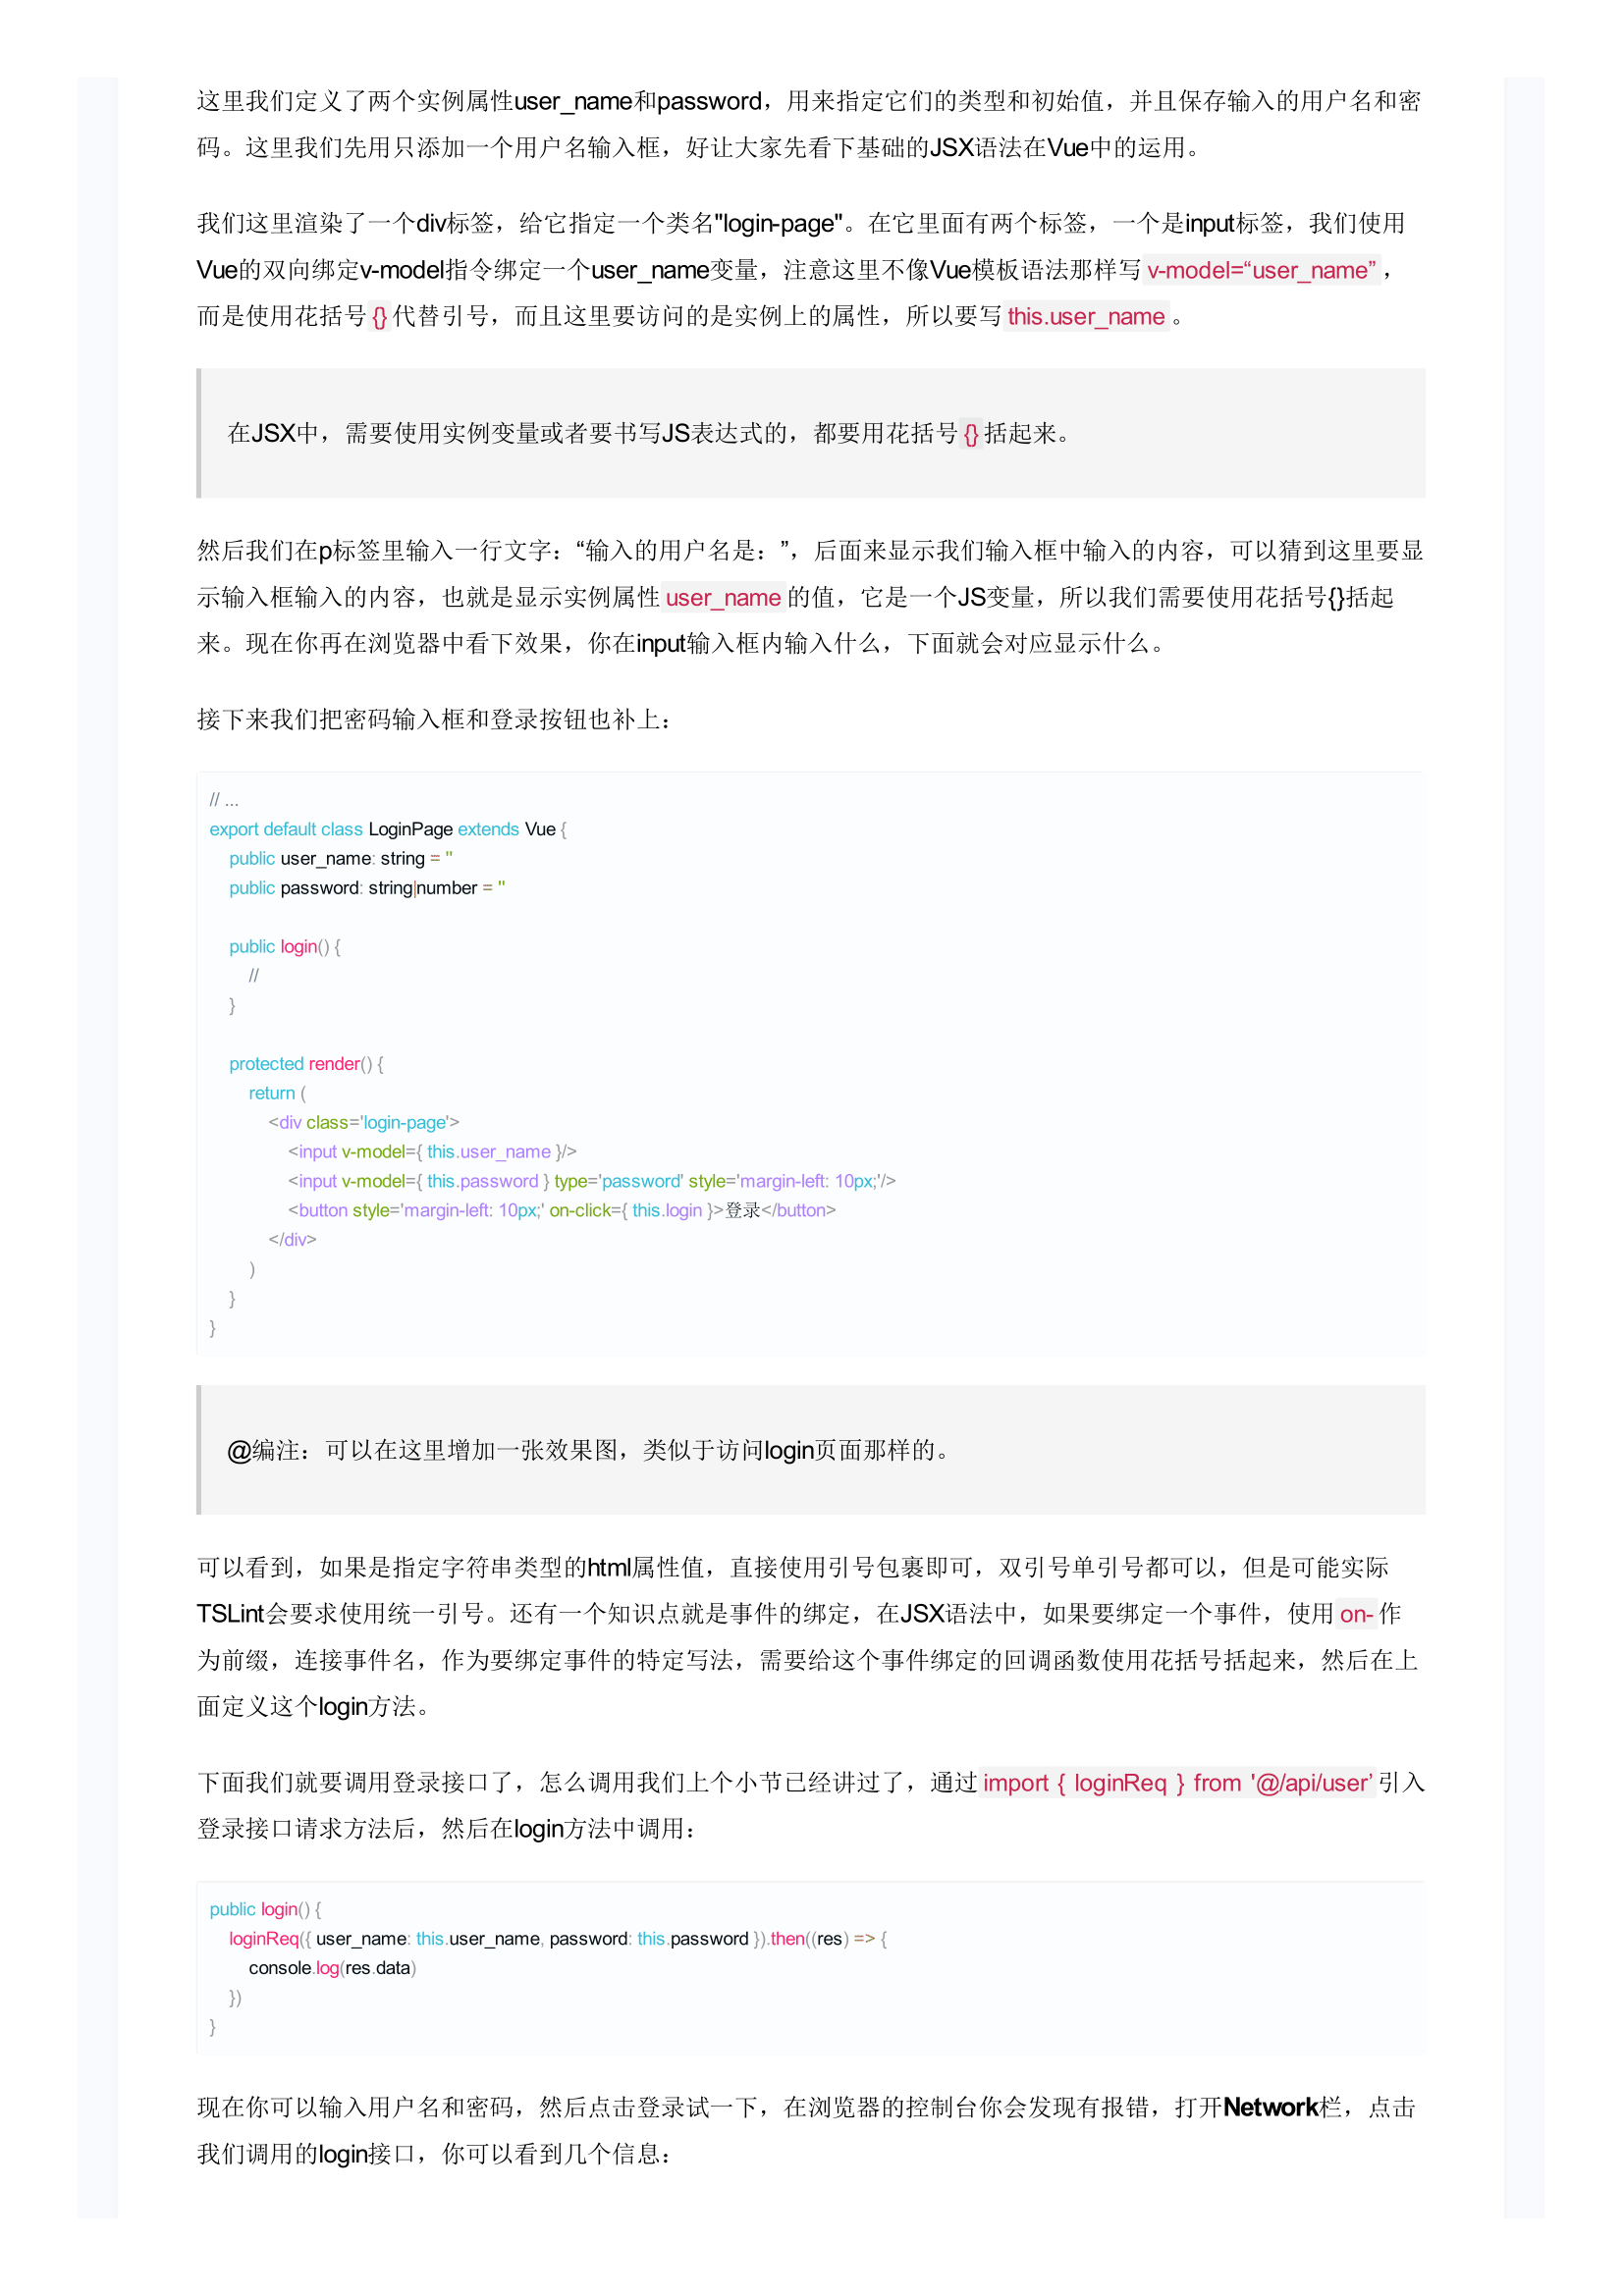 这里我们定义了两个实例属性user_name和password，用来指定它们的类型和初始值，并且保存输入的用户名和密
码。这里我们先用只添加一个用户名输入框，好让大家先看下基础的JSX语法在Vue中的运用。
我们这里渲染了一个div标签，给它指定一个类名"login-page"。在它里面有两个标签，一个是input标签，我们使用
Vue的双向绑定v-model指令绑定一个user_name变量，注意这里不像Vue模板语法那样写 v-model=“user_name” ，
而是使用花括号 {} 代替引号，而且这里要访问的是实例上的属性，所以要写 this.user_name 。
在JSX中，需要使用实例变量或者要书写JS表达式的，都要用花括号 {} 括起来。
然后我们在p标签里输入一行文字：“输入的用户名是：”，后面来显示我们输入框中输入的内容，可以猜到这里要显
示输入框输入的内容，也就是显示实例属性 user_name 的值，它是一个JS变量，所以我们需要使用花括号{}括起
来。现在你再在浏览器中看下效果，你在input输入框内输入什么，下面就会对应显示什么。
接下来我们把密码输入框和登录按钮也补上：
// ...
export default class LoginPage extends Vue {
    public user_name: string = ''
    public password: string|number = ''
    public login() {
        //
    }
    protected render() {
        return (
            <div class='login-page'>
                <input v-model={ this.user_name }/>
                <input v-model={ this.password } type='password' style='margin-left: 10px;'/>
                <button style='margin-left: 10px;' on-click={ this.login }>登录</button>
            </div>
        )
    }
}
@编注：可以在这里增加一张效果图，类似于访问login页面那样的。
可以看到，如果是指定字符串类型的html属性值，直接使用引号包裹即可，双引号单引号都可以，但是可能实际
TSLint会要求使用统一引号。还有一个知识点就是事件的绑定，在JSX语法中，如果要绑定一个事件，使用 on- 作
为前缀，连接事件名，作为要绑定事件的特定写法，需要给这个事件绑定的回调函数使用花括号括起来，然后在上
面定义这个login方法。
下面我们就要调用登录接口了，怎么调用我们上个小节已经讲过了，通过 import { loginReq } from '@/api/user’ 引入
登录接口请求方法后，然后在login方法中调用：
public login() {
    loginReq({ user_name: this.user_name, password: this.password }).then((res) => {
        console.log(res.data)
    })
}
现在你可以输入用户名和密码，然后点击登录试一下，在浏览器的控制台你会发现有报错，打开Network栏，点击
我们调用的login接口，你可以看到几个信息：